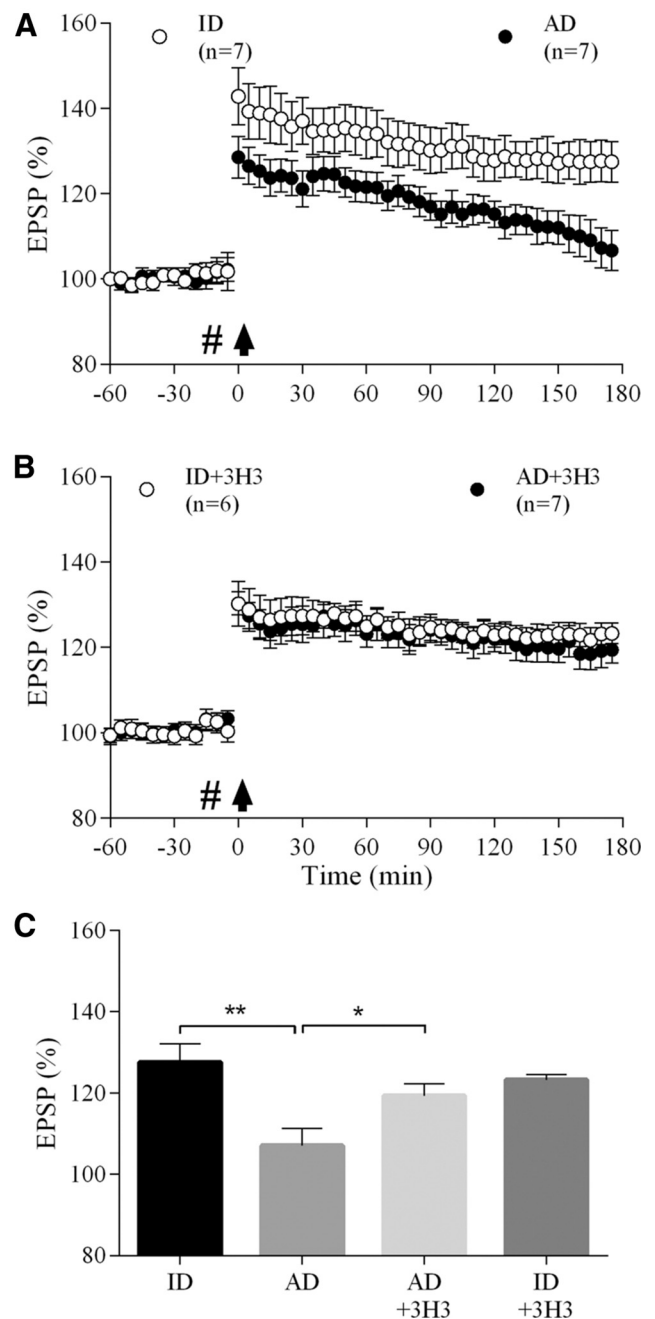 A
160
140
120
100
80
EPSP (%)
ID
(n=7)
AD
(n=7)
#
-60 -30 0 30 60 90 120 150 180
B
160
140
120
100
80
EPSP (%)
ID+3H3
(n=6)
AD+3H3
(n=7)
#
-60 -30 0 30 60 90 120 150 180
Time (min)
C
160
140
120
100
80
EPSP (%)
** *
ID AD AD ID
+3H3 +3H3